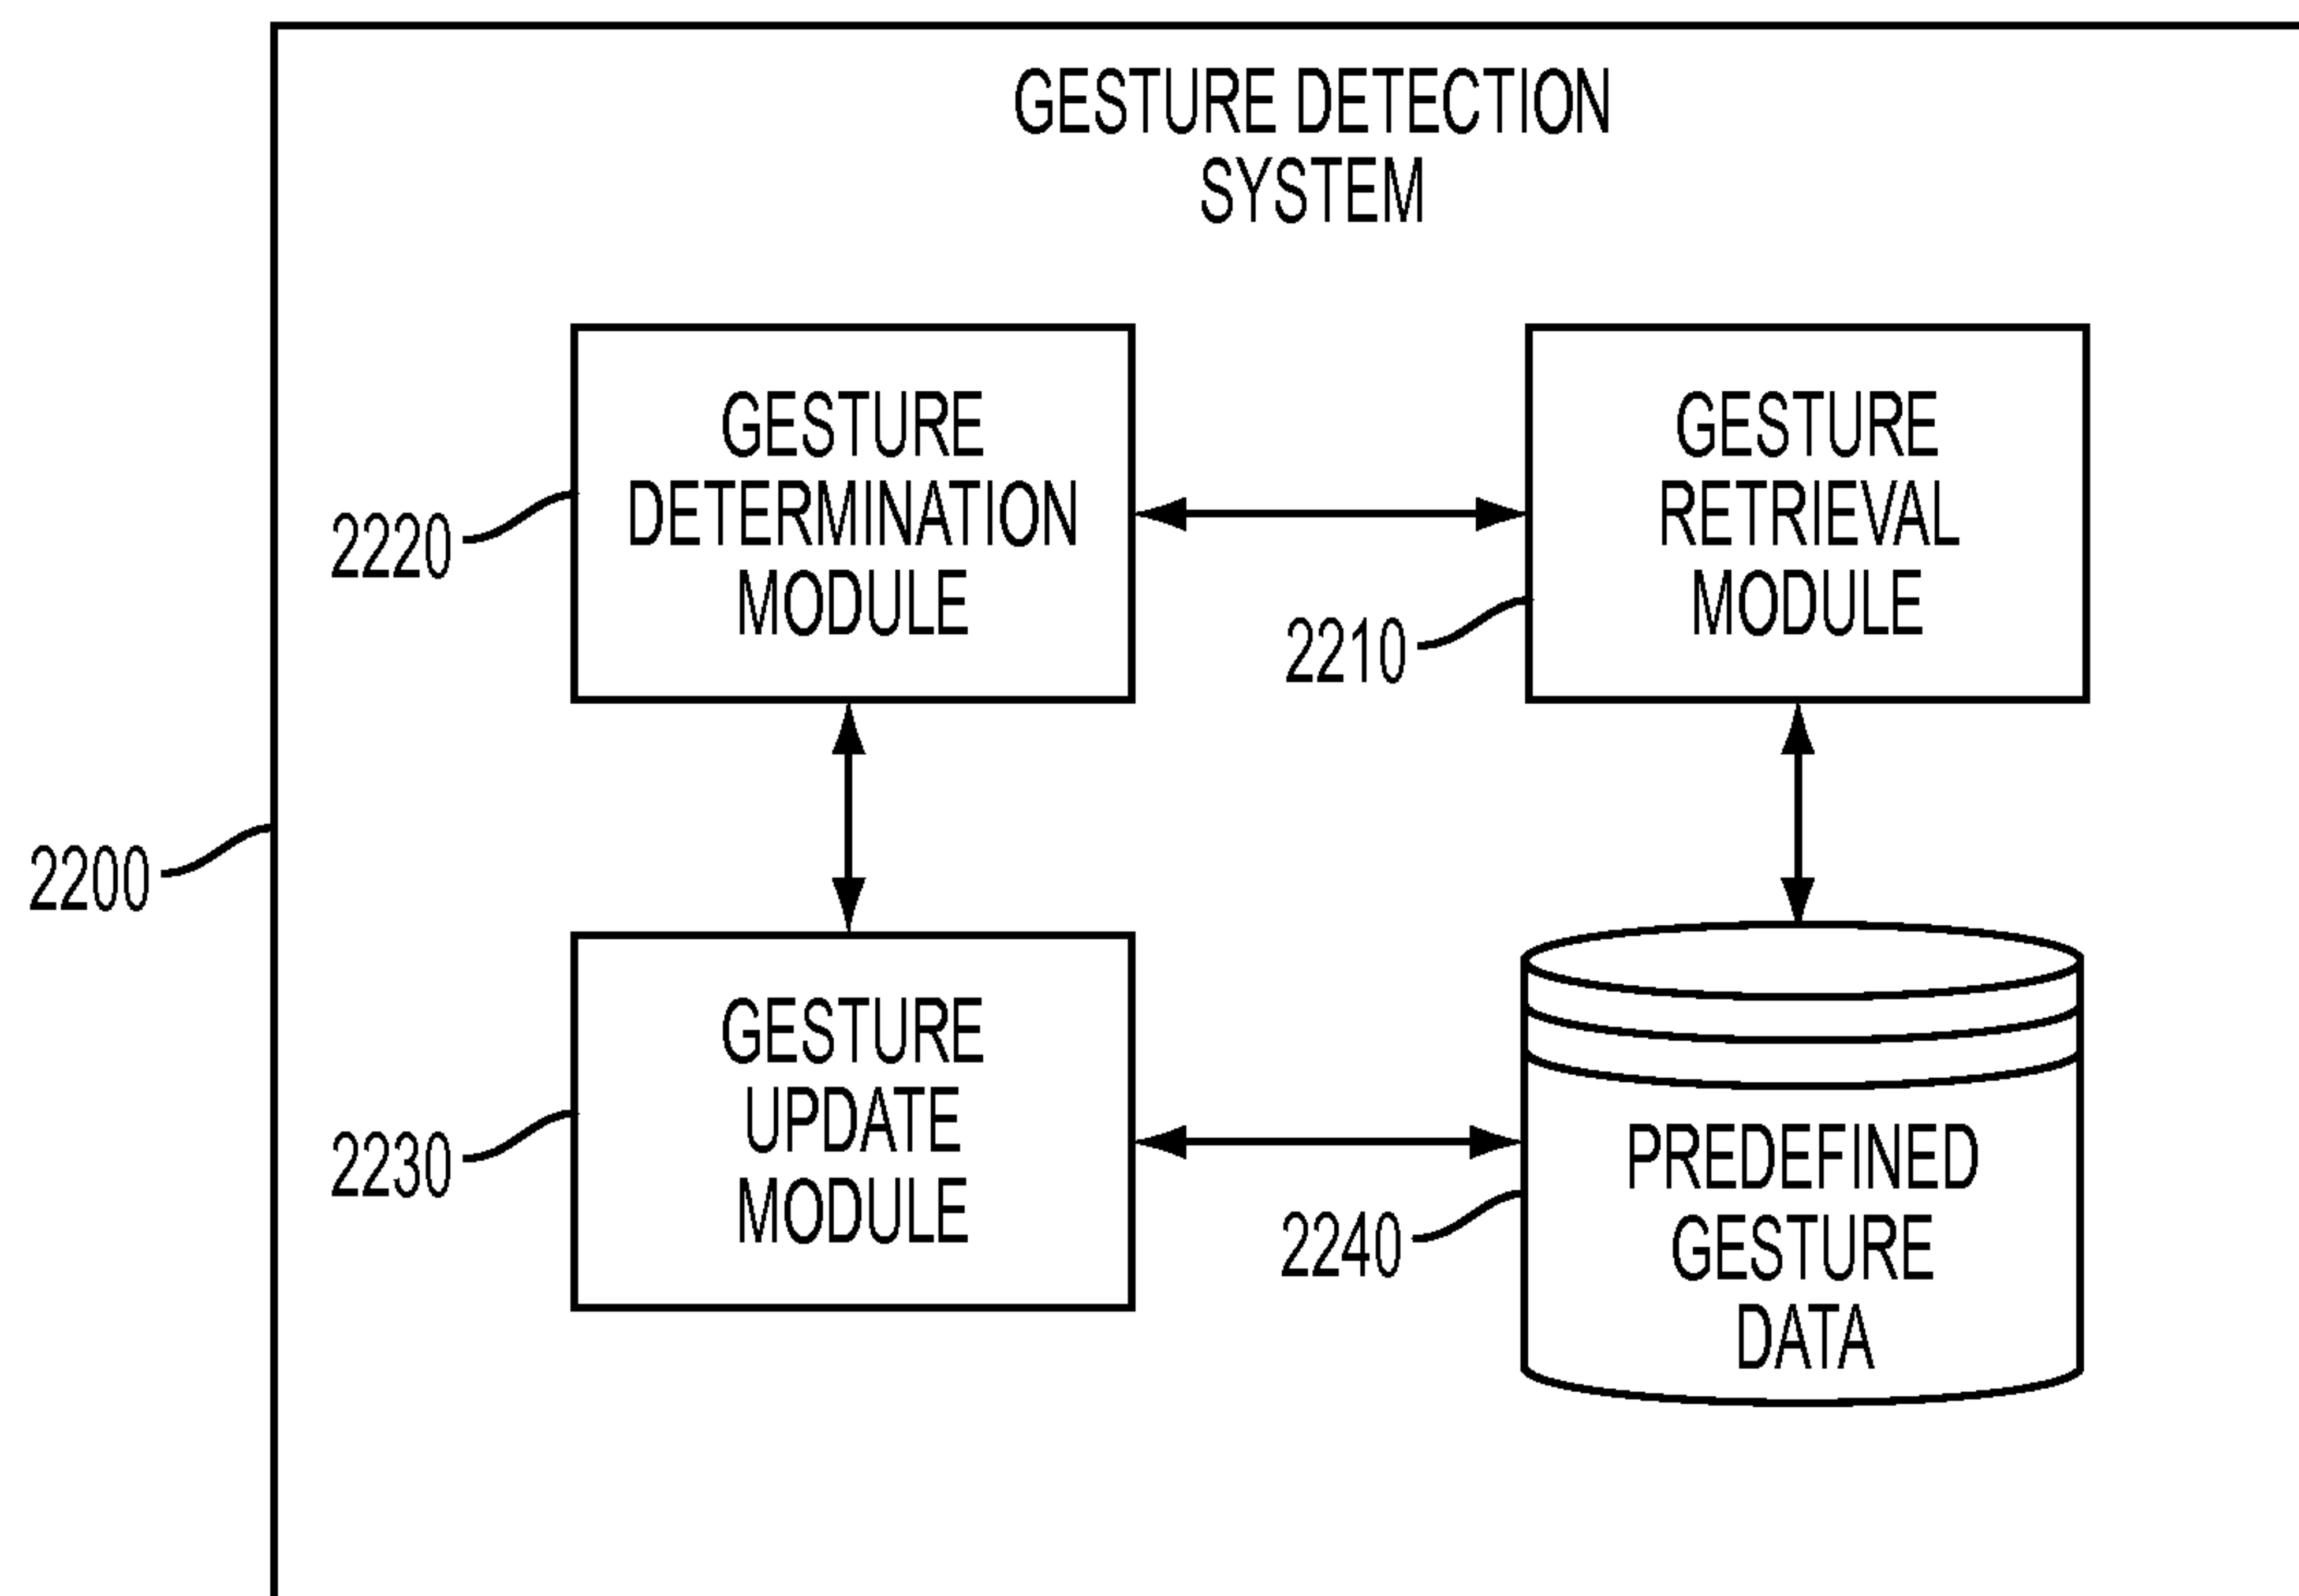 GESTURE DETECTION
SYSTEM
GESTURE
DETERMINATION
MODULE
2220
GESTURE
RETRIEVAL
MODULE
2210
2200
GESTURE
UPDATE
MODULE
2230
PREDEFINED
GESTURE
DATA
2240